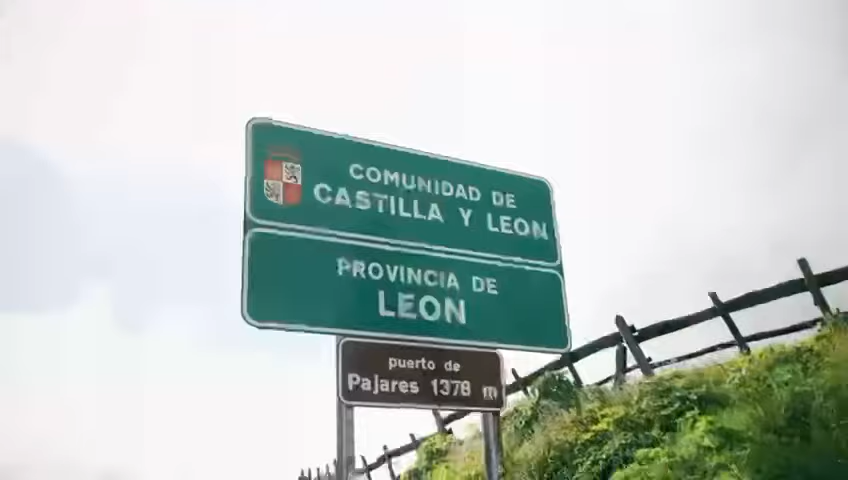 COMUNIDAD DE
CASTILLA Y LEON
PROVINCIA DE
LEON
puerto de
Pajares 1378 m